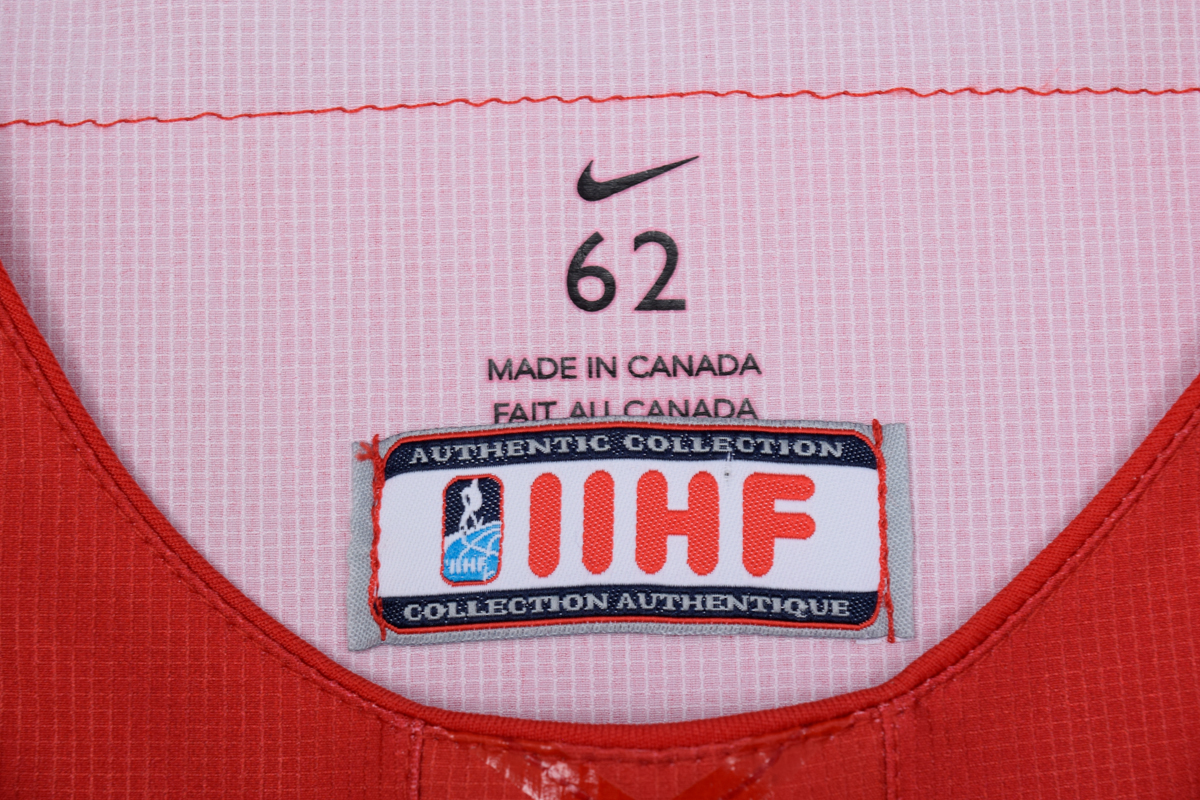 62
MADE IN CANADA
FAIT AU CANADA
AUTHENTIC COLLECTION
IIHF
IIHF
COLLECTION AUTHENTIQUE